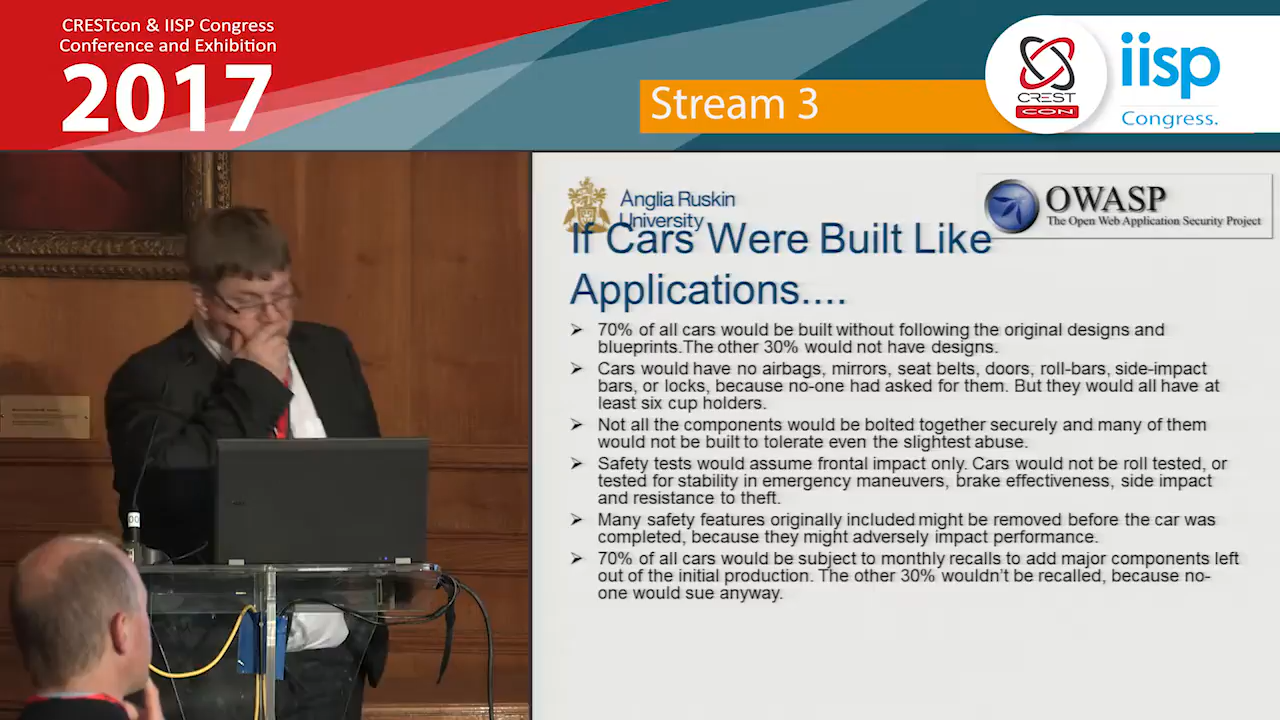 CRESTcon & IISP Congress
Conference and Exhibition
2017
Stream 3
CREST
CON
iisp
Congress.
Anglia Ruskin
University
OWASP
The Open Web Application Security Project
If Cars Were Built Like
Applications....
➢ 70% of all cars would be built without following the original designs and
blueprints.The other 30% would not have designs.
➢ Cars would have no airbags, mirrors, seat belts, doors, roll-bars, side-impact
bars, or locks, because no-one had asked for them. But they would all have at
least six cup holders.
➢ Not all the components would be bolted together securely and many of them
would not be built to tolerate even the slightest abuse.
➢ Safety tests would assume frontal impact only. Cars would not be roll tested, or
tested for stability in emergency maneuvers, brake effectiveness, side impact
and resistance to theft.
➢ Many safety features originally included might be removed before the car was
completed, because they might adversely impact performance.
➢ 70% of all cars would be subject to monthly recalls to add major components left
out of the initial production. The other 30% wouldn't be recalled, because no-
one would sue anyway.